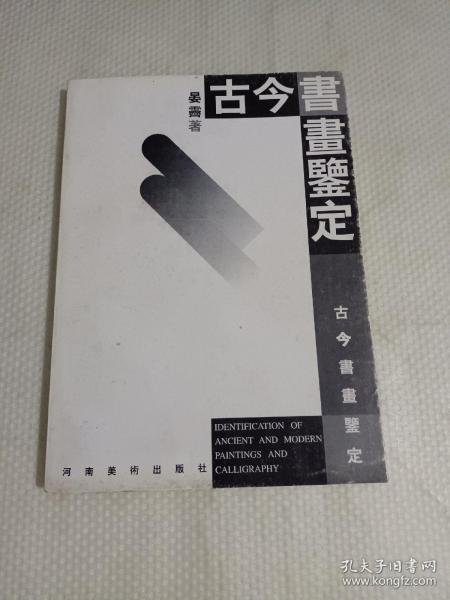 古今書
畫鑒定
晏霽著
古今書畫鑒定
IDENTIFICATION OF
ANCIENT AND MODERN
PAINTINGS AND
CALLIGRAPHY
河南美術出版社
孔夫子旧书网
www.kongfz.com